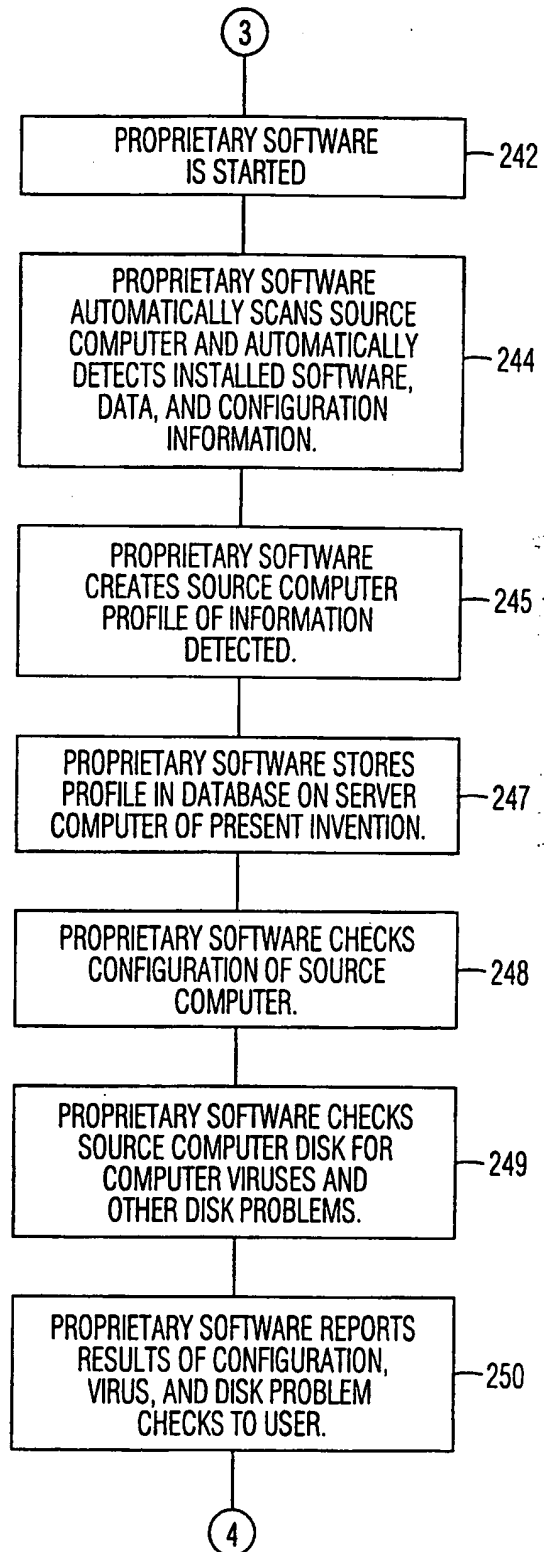 3
PROPRIETARY SOFTWARE
IS STARTED
242
PROPRIETARY SOFTWARE
AUTOMATICALLY SCANS SOURCE
COMPUTER AND AUTOMATICALLY
DETECTS INSTALLED SOFTWARE,
DATA, AND CONFIGURATION
INFORMATION.
244
PROPRIETARY SOFTWARE
CREATES SOURCE COMPUTER
PROFILE OF INFORMATION
DETECTED.
245
PROPRIETARY SOFTWARE STORES
PROFILE IN DATABASE ON SERVER
COMPUTER OF PRESENT INVENTION.
247
PROPRIETARY SOFTWARE CHECKS
CONFIGURATION OF SOURCE
COMPUTER.
248
PROPRIETARY SOFTWARE CHECKS
SOURCE COMPUTER DISK FOR
COMPUTER VIRUSES AND
OTHER DISK PROBLEMS.
249
PROPRIETARY SOFTWARE REPORTS
RESULTS OF CONFIGURATION,
VIRUS, AND DISK PROBLEM
CHECKS TO USER.
250
4